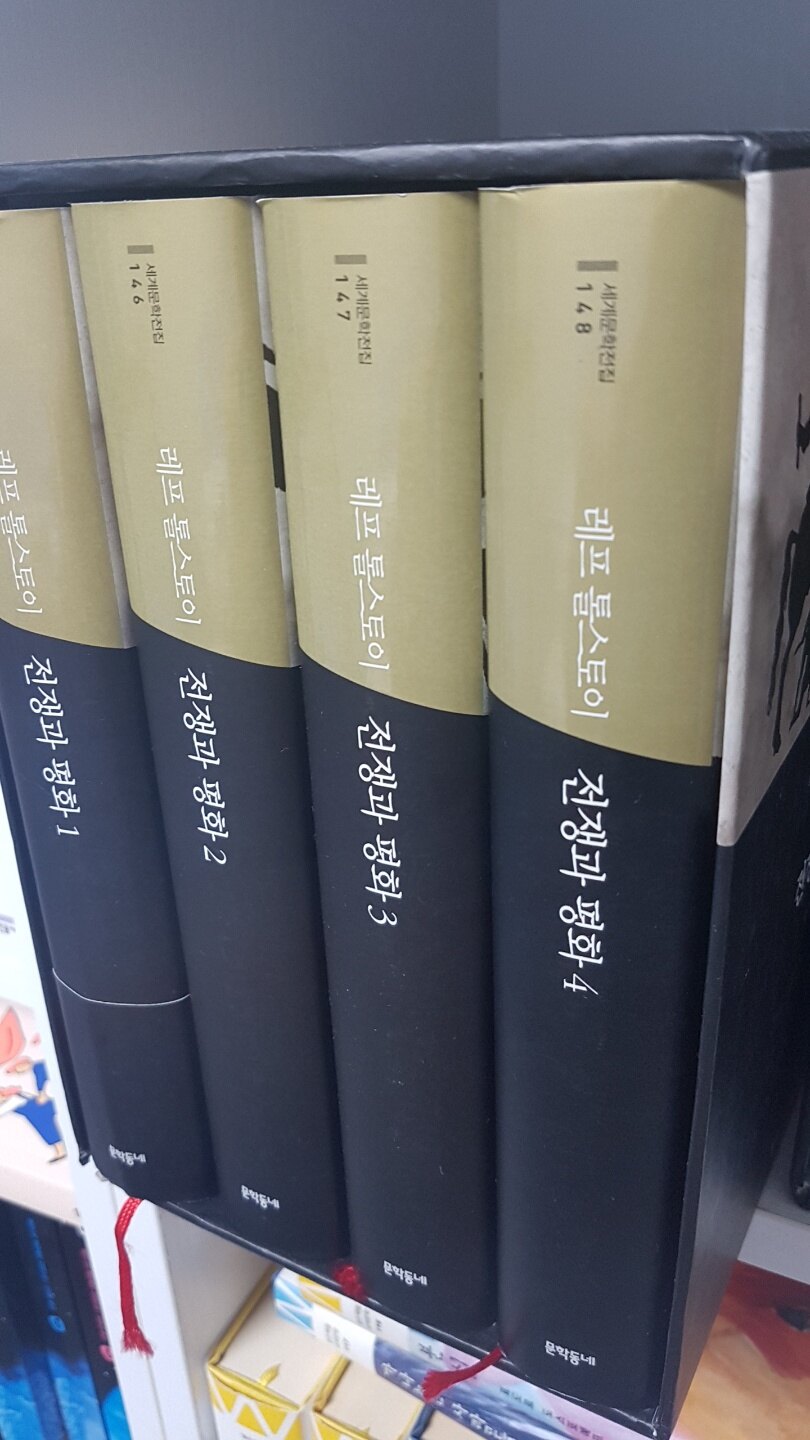 레프 톨스토이
전쟁과 평화 1
문학동네
세계문학전집
146
레프 톨스토이
전쟁과 평화 2
문학동네
세계문학전집
147
레프 톨스토이
전쟁과 평화 3
문학동네
세계문학전집
148
레프 톨스토이
전쟁과 평화 4
문학동네